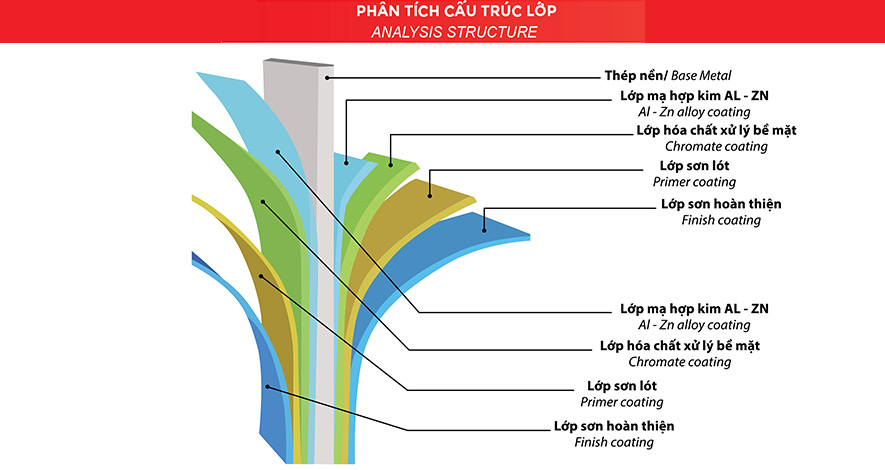 PHÂN TÍCH CẤU TRÚC LỚP
ANALYSIS STRUCTURE
Thép nền/ Base Metal
Lớp mạ hợp kim AL - ZN
Al - Zn alloy coating
Lớp hóa chất xử lý bề mặt
Chromate coating
Lớp sơn lót
Primer coating
Lớp sơn hoàn thiện
Finish coating
Lớp mạ hợp kim AL - ZN
Al - Zn alloy coating
Lớp hóa chất xử lý bề mặt
Chromate coating
Lớp sơn lót
Primer coating
Lớp sơn hoàn thiện
Finish coating